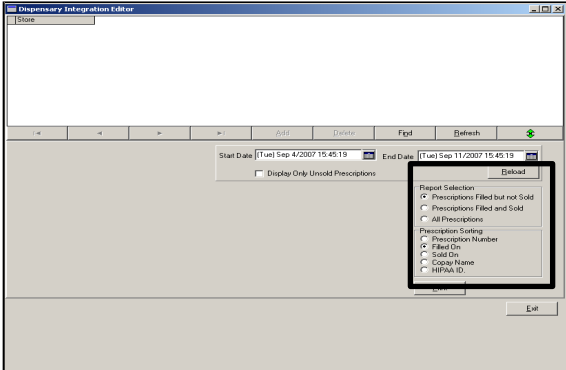 Dispensary Integration Editor
Store
Add Delete Find Refresh
Start Date (Tue) Sep 4/2007 15:45:19 End Date (Tue) Sep 11/2007 15:45:19
Display Only Unsold Prescriptions
Reload
Report Selection
Prescriptions Filled but not Sold
Prescriptions Filled and Sold
All Prescriptions
Prescription Sorting
Prescription Number
Filled On
Sold On
Copay Name
HIPAA ID.
Exit